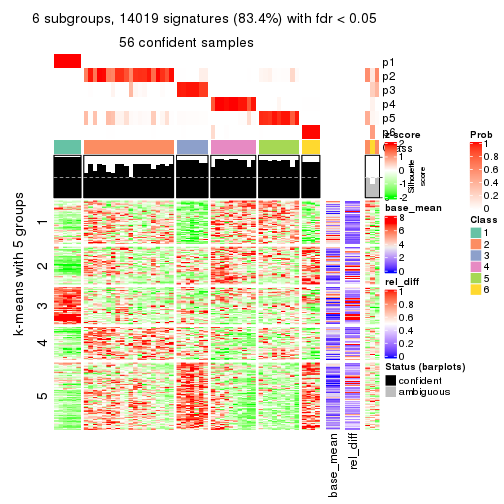 6 subgroups, 14019 signatures (83.4%) with fdr < 0.05
56 confident samples
p1
p2
p3
p4
p5
p6
Class
z-score
2
1
0
-1
-2
Silhouette
score
Prob
1
0.8
0.6
0.4
0.2
0
k-means with 5 groups
1
2
3
4
5
base_mean
8
6
4
2
0
Class
1
2
3
4
5
6
rel_diff
1
0.8
0.6
0.4
0.2
0
Status (barplots)
confident
ambiguous
base_mean
rel_diff